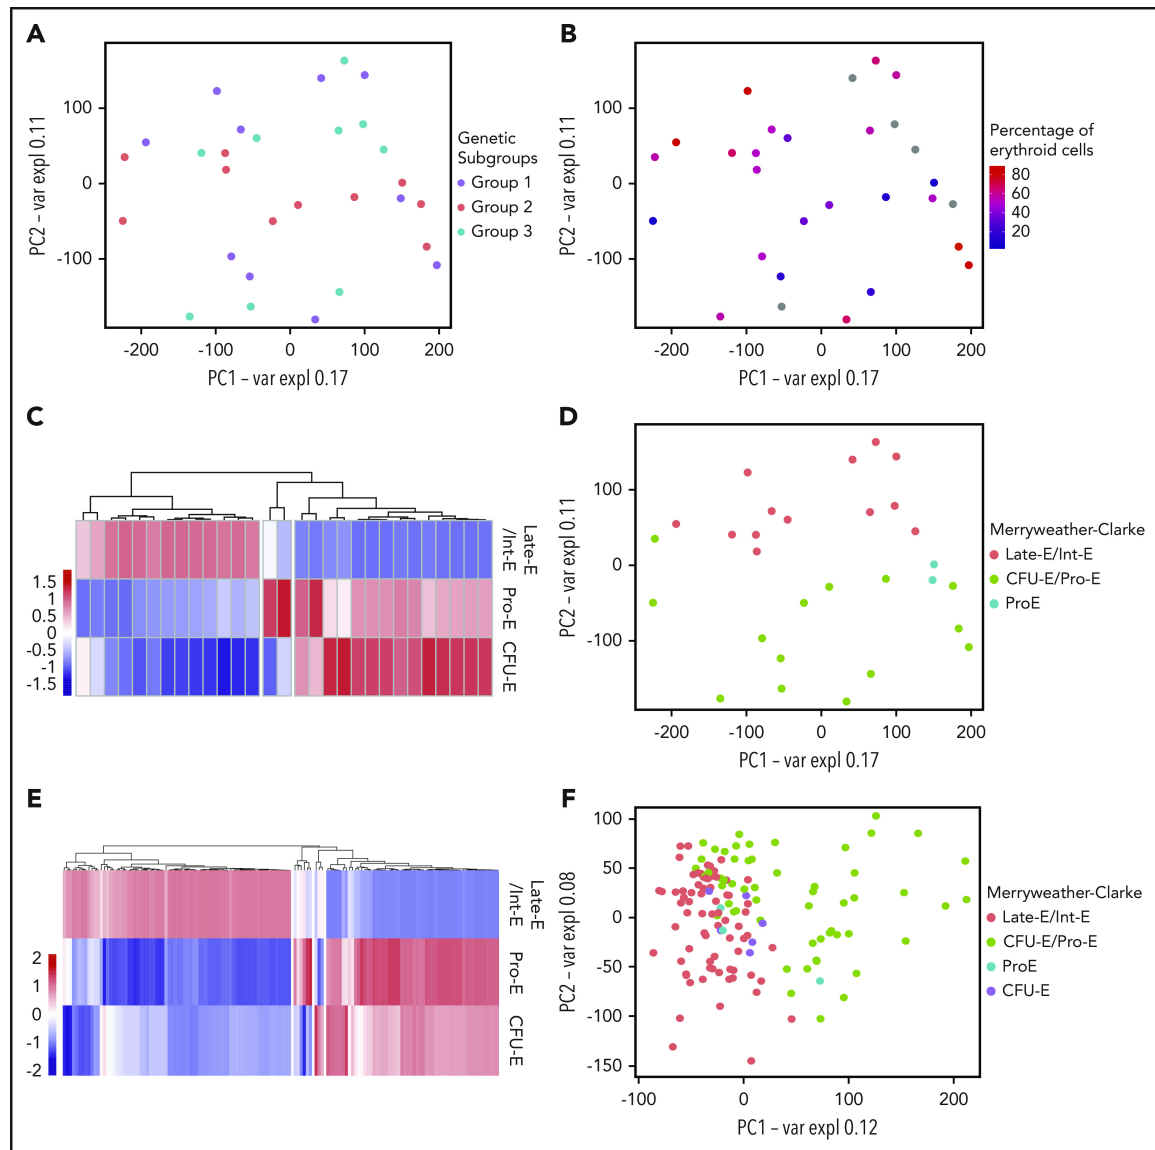 A
100
0
-100
PC2 – var expl 0.11
-200
-100
0
100
200
PC1 – var expl 0.17
Genetic
Subgroups
Group 1
Group 2
Group 3
B
100
0
-100
PC2 – var expl 0.11
-200
-100
0
100
200
PC1 – var expl 0.17
Percentage of
erythroid cells
80
60
40
20
C
1.5
1
0.5
0
-0.5
-1
-1.5
Late-E
/Int-E
Pro-E
CFU-E
D
100
0
-100
PC2 – var expl 0.11
-200
-100
0
100
200
PC1 – var expl 0.17
Merryweather-Clarke
Late-E/Int-E
CFU-E/Pro-E
ProE
E
2
1
0
-1
-2
Late-E
/Int-E
Pro-E
CFU-E
F
100
50
0
-50
-100
-150
PC2 – var expl 0.08
-100
0
100
200
PC1 – var expl 0.12
Merryweather-Clarke
Late-E/Int-E
CFU-E/Pro-E
ProE
CFU-E